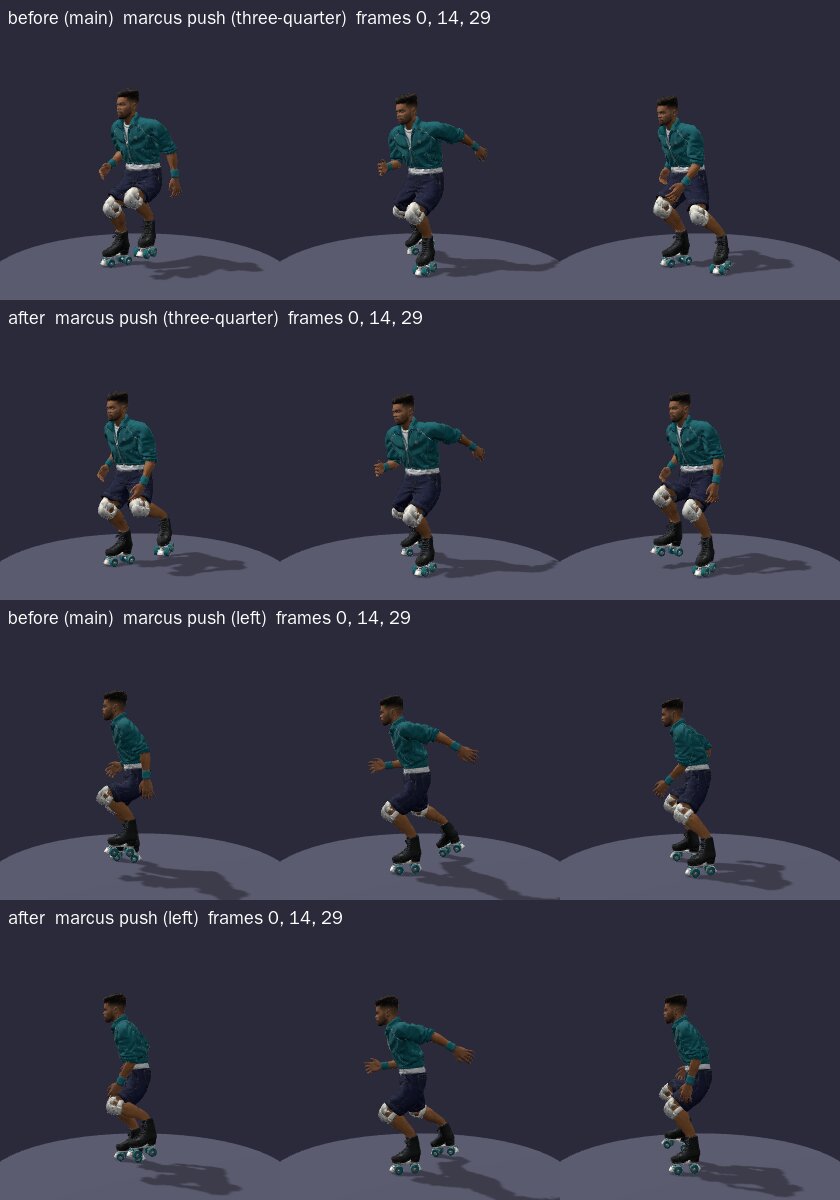 before (main)  marcus push (three-quarter)  frames 0, 14, 29
after  marcus push (three-quarter)  frames 0, 14, 29
before (main)  marcus push (left)  frames 0, 14, 29
after  marcus push (left)  frames 0, 14, 29